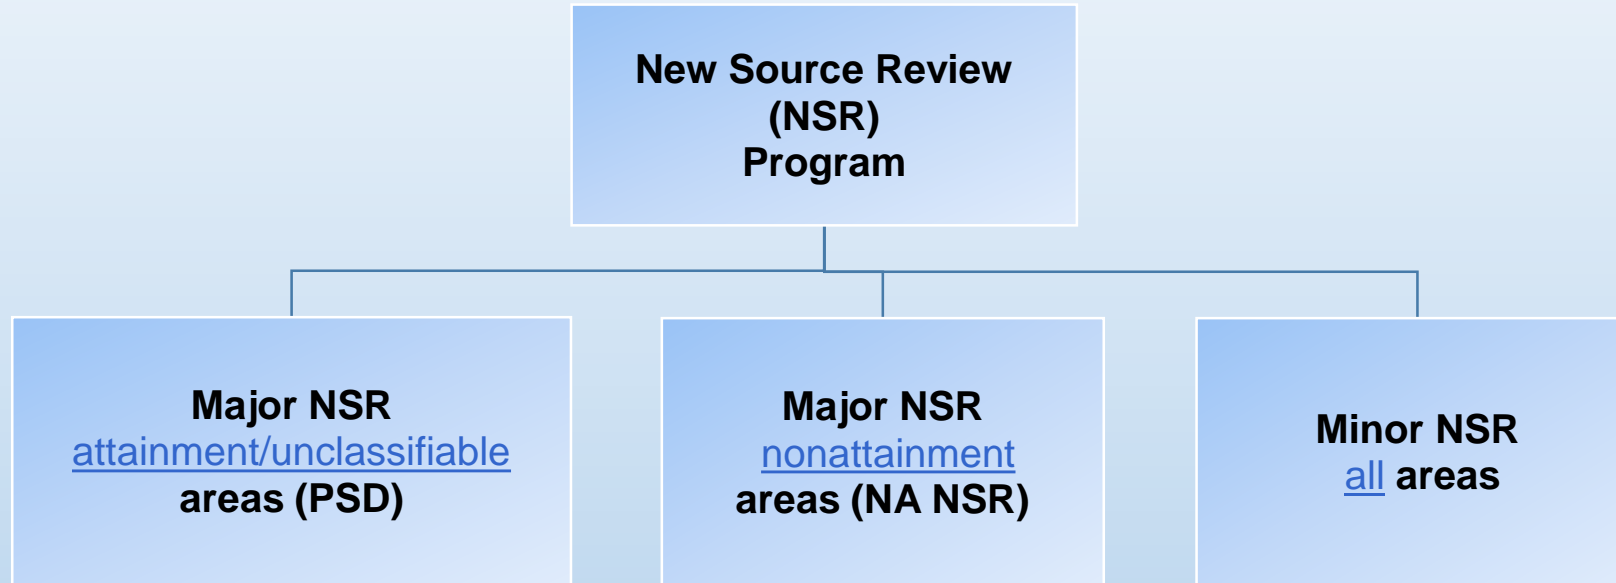 New Source Review
(NSR)
Program
Major NSR
attainment/unclassifiable
areas (PSD)
Major NSR
nonattainment
areas (NA NSR)
Minor NSR
all areas